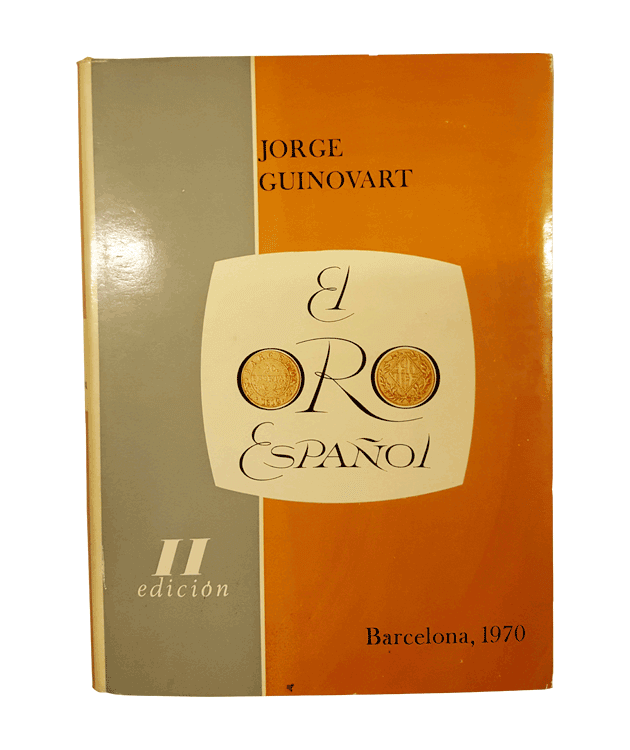 JORGE
GUINOVART
El
ORO
ESPAÑOl
II
edición
Barcelona, 1970